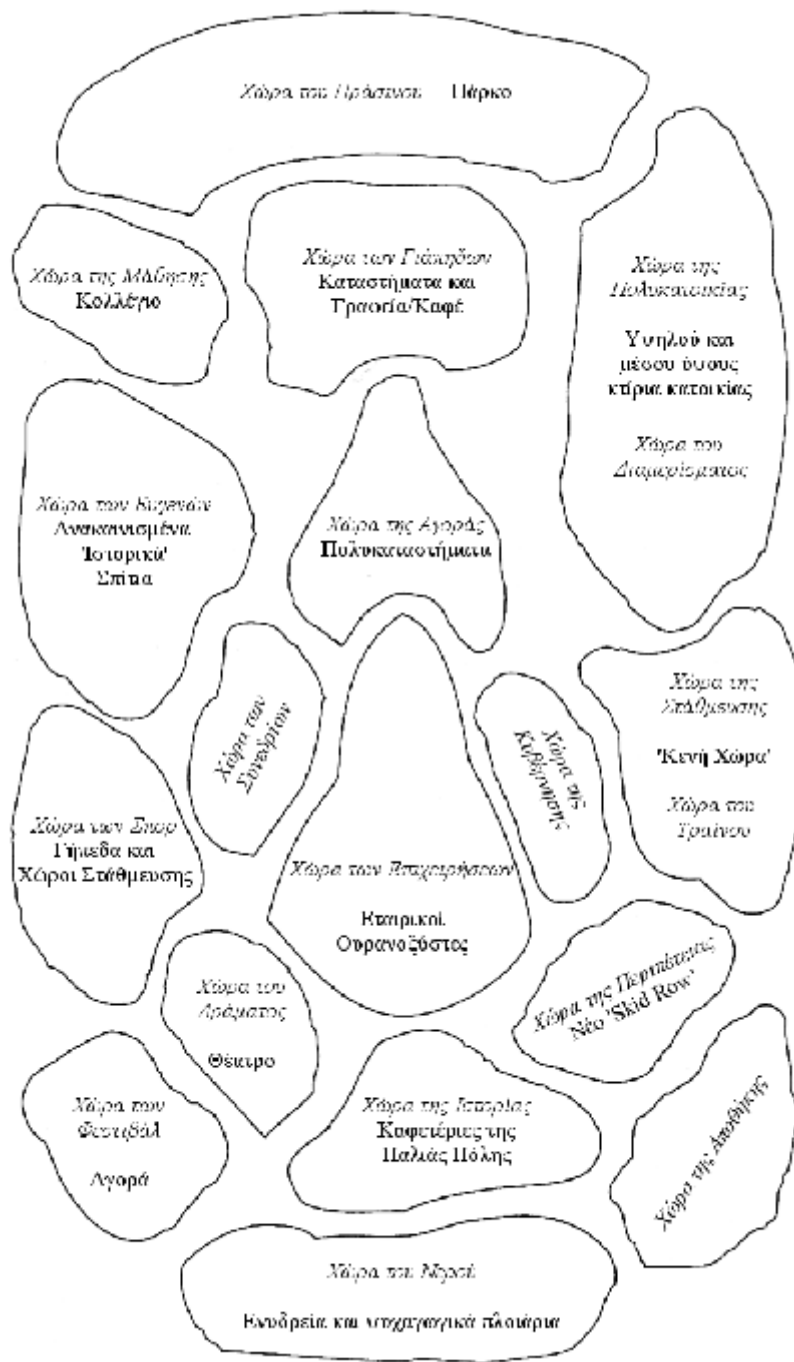 Χώρα του Πράσινου Πάρκο
Χώρα της Μάθησης
Κολλέγιο
Χώρα των Γιάπηδων
Καταστήματα και
Γραφεία/Καφέ
Χώρα της
Πολυκατοικίας
Υψηλού και
μέσου ύψους
κτίρια κατοικίας
Χώρα του
Διαμερίσματος
Χώρα των Ευγενών
Ανακαινισμένα
'Ιστορικά'
Σπίτια
Χώρα της Αγοράς
Πολυκαταστήματα
Χώρα των
Συνεδρίων
Χώρα της
Κυβέρνησης
Χώρα της
Στάθμευσης
'Κενή Χώρα'
Χώρα του
Τραίνου
Χώρα των Σπορ
Γήπεδα και
Χώροι Στάθμευσης
Χώρα των Επιχειρήσεων
Εταιρικοί
Ουρανοξύστες
Χώρα του
Δράματος
Θέατρο
Χώρα της Περιπέτειας
Νέο 'Skid Row'
Χώρα των
Φεστιβάλ
Αγορά
Χώρα της Ιστορίας
Καφετέριες της
Παλιάς Πόλης
Χώρα της Αποθήκης
Χώρα του Νερού
Ενυδρεία και ψυχαγωγικά πλοιάρια